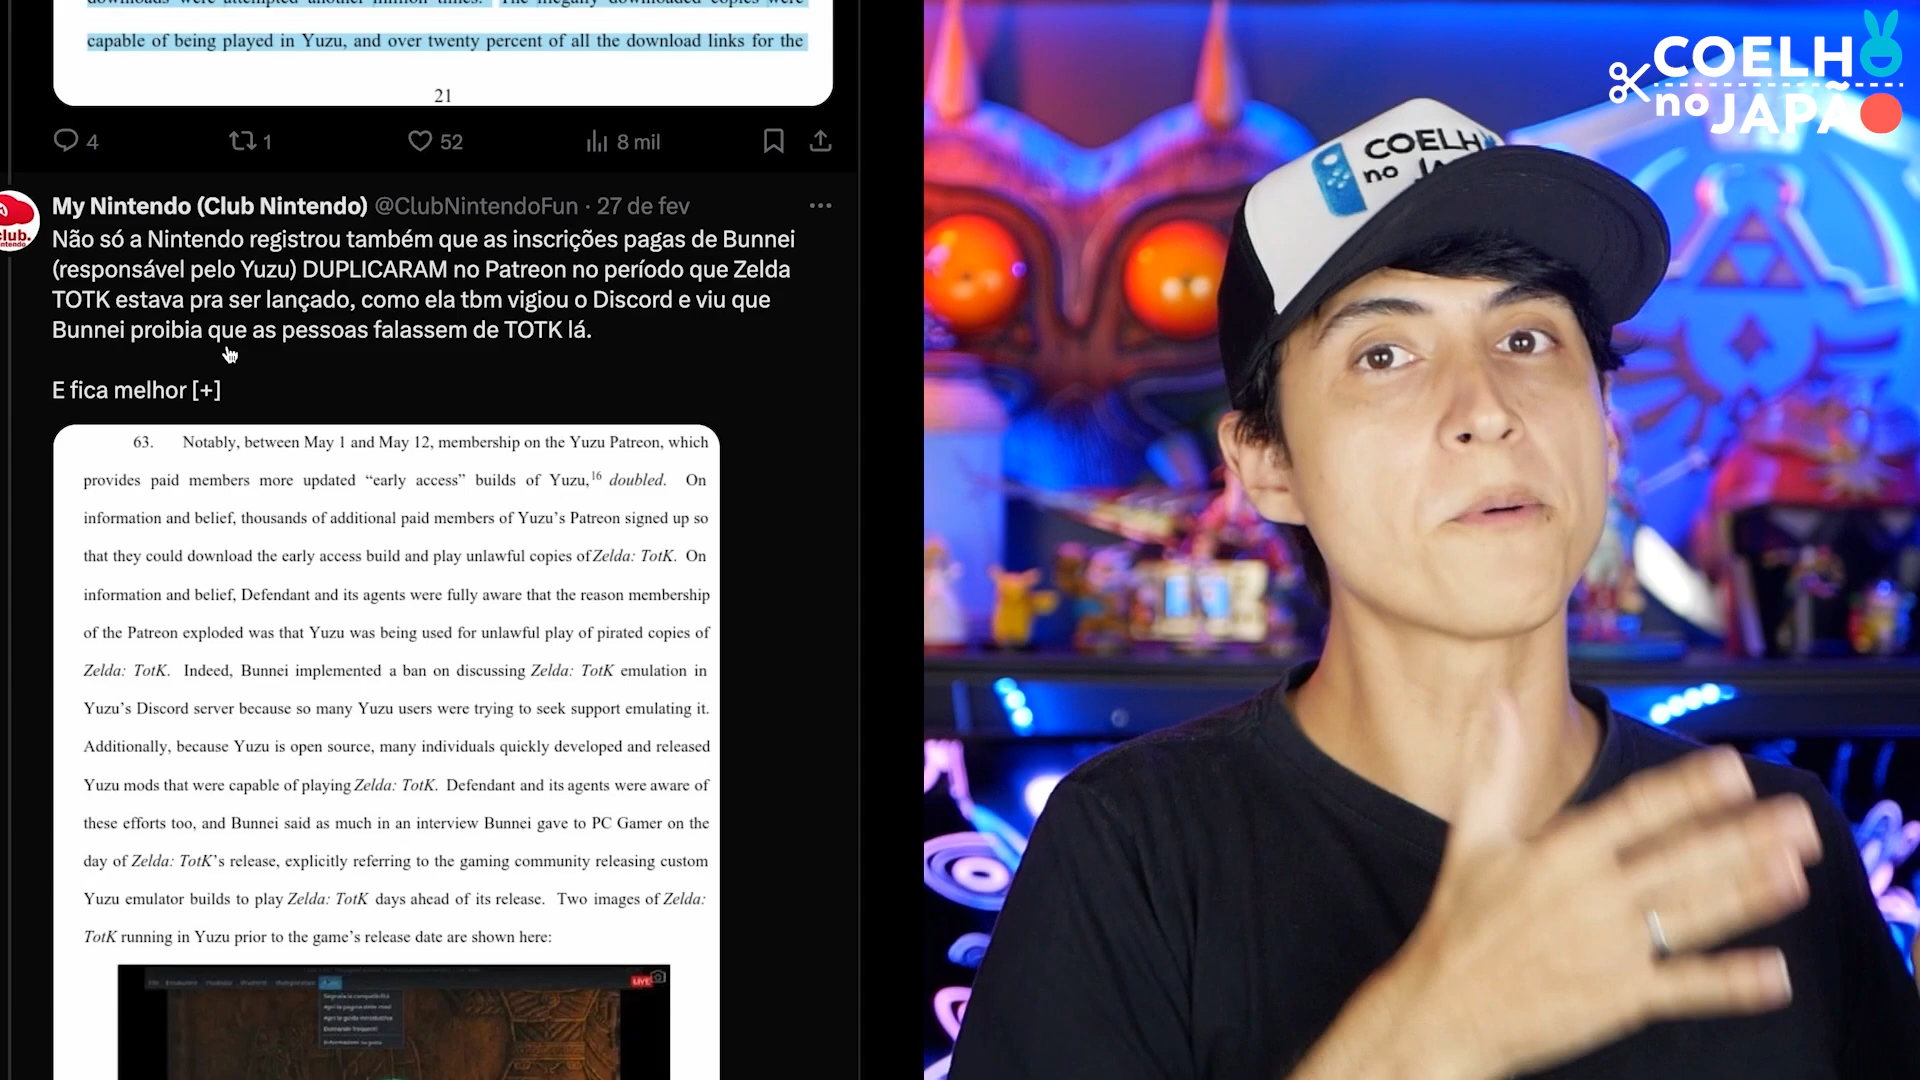 capable of being played in Yuzu, and over twenty percent of all the download links for the
21
4
1
52
8 mil
My Nintendo (Club Nintendo) @ClubNintendoFun · 27 de fev
Não só a Nintendo registrou também que as inscrições pagas de Bunnei
(responsável pelo Yuzu) DUPLICARAM no Patreon no período que Zelda
TOTK estava pra ser lançado, como ela tbm vigiou o Discord e viu que
Bunnei proibia que as pessoas falassem de TOTK lá.
E fica melhor [+]
63. Notably, between May 1 and May 12, membership on the Yuzu Patreon, which
provides paid members more updated “early access” builds of Yuzu,16 doubled. On
information and belief, thousands of additional paid members of Yuzu’s Patreon signed up so
that they could download the early access build and play unlawful copies of Zelda: TotK. On
information and belief, Defendant and its agents were fully aware that the reason membership
of the Patreon exploded was that Yuzu was being used for unlawful play of pirated copies of
Zelda: TotK. Indeed, Bunnei implemented a ban on discussing Zelda: TotK emulation in
Yuzu’s Discord server because so many Yuzu users were trying to seek support emulating it.
Additionally, because Yuzu is open source, many individuals quickly developed and released
Yuzu mods that were capable of playing Zelda: TotK. Defendant and its agents were aware of
these efforts too, and Bunnei said as much in an interview Bunnei gave to PC Gamer on the
day of Zelda: TotK’s release, explicitly referring to the gaming community releasing custom
Yuzu emulator builds to play Zelda: TotK days ahead of its release. Two images of Zelda:
TotK running in Yuzu prior to the game’s release date are shown here:
LIVE
COELHO
no JAPÃO
COELH
no